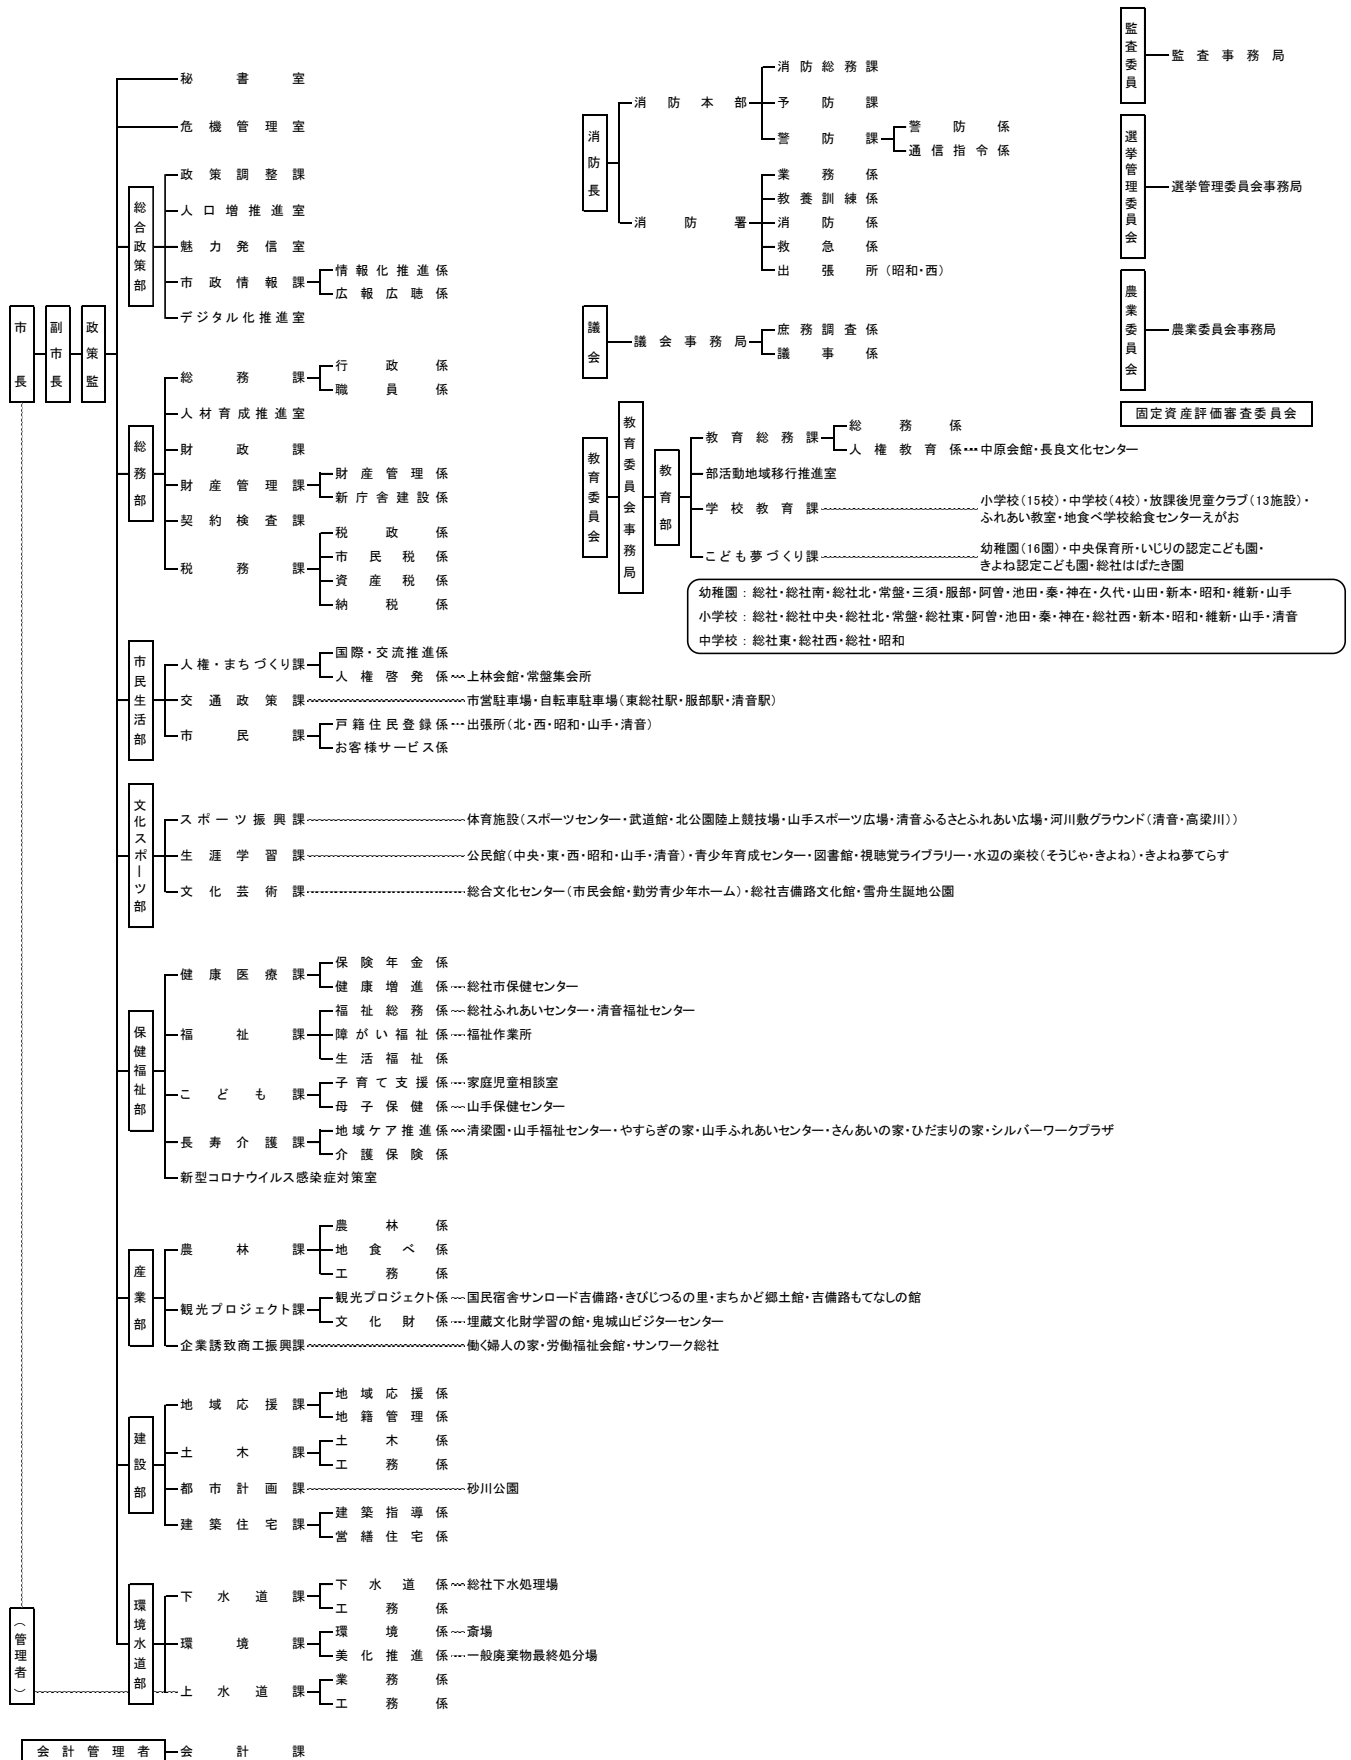 市長
副市長
政策監
秘書室
危機管理室
総合政策部
政策調整課
人口増推進室
魅力発信室
市政情報課
情報化推進係
広報広聴係
デジタル化推進室
総務部
総務課
行政係
職員係
人材育成推進室
財政課
財産管理課
財産管理係
新庁舎建設係
契約検査課
税務課
税政係
市民税係
資産税係
納税係
市民生活部
人権・まちづくり課
国際・交流推進係
人権啓発係 上林会館・常盤集会所
交通政策課 市営駐車場・自転車駐車場(東総社駅・服部駅・清音駅)
市民課
戸籍住民登録係 出張所(北・西・昭和・山手・清音)
お客様サービス係
文化スポーツ部
スポーツ振興課 体育施設(スポーツセンター・武道館・北公園陸上競技場・山手スポーツ広場・清音ふるさとふれあい広場・河川敷グラウンド(清音・高梁川))
生涯学習課 公民館(中央・東・西・昭和・山手・清音)・青少年育成センター・図書館・視聴覚ライブラリー・水辺の楽校(そうじゃ・きよね)・きよね夢てらす
文化芸術課 総合文化センター(市民会館・勤労青少年ホーム)・総社吉備路文化館・雪舟生誕地公園
保健福祉部
健康医療課
保険年金係
健康増進係 総社市保健センター
福祉課
福祉総務係 総社ふれあいセンター・清音福祉センター
障がい福祉係 福祉作業所
生活福祉係
こども課
子育て支援係 家庭児童相談室
母子保健係 山手保健センター
長寿介護課
地域ケア推進係 清梁園・山手福祉センター・やすらぎの家・山手ふれあいセンター・さんあいの家・ひだまりの家・シルバーワークプラザ
介護保険係
新型コロナウイルス感染症対策室
産業部
農林課
農林係
地食べ係
工務係
観光プロジェクト課
観光プロジェクト係 国民宿舎サンロード吉備路・きびじつるの里・まちかど郷土館・吉備路もてなしの館
文化財係 埋蔵文化財学習の館・鬼城山ビジターセンター
企業誘致商工振興課 働く婦人の家・労働福祉会館・サンワーク総社
建設部
地域応援課
地域応援係
地籍管理係
土木課
土木係
工務係
都市計画課 砂川公園
建築住宅課
建築指導係
営繕住宅係
環境水道部
下水道課
下水道係 総社下水処理場
工務係
環境課
環境係 斎場
美化推進係 一般廃棄物最終処分場
(管理者)
上水道課
業務係
工務係
会計管理者 会計課
消防長
消防本部
消防総務課
予防課
警防課
警防係
通信指令係
消防署
業務係
教養訓練係
消防係
救急係
出張所(昭和・西)
議会
議会事務局
庶務調査係
議事係
教育委員会
教育委員会事務局
教育部
教育総務課
総務係
人権教育係 中原会館・長良文化センター
部活動地域移行推進室
学校教育課
小学校(15校)・中学校(4校)・放課後児童クラブ(13施設)・
ふれあい教室・地食べ学校給食センターえがお
こども夢づくり課
幼稚園(16園)・中央保育所・いじりの認定こども園・
きよね認定こども園・総社はばたき園
幼稚園:総社・総社南・総社北・常盤・三須・服部・阿曽・池田・秦・神在・久代・山田・新本・昭和・維新・山手
小学校:総社・総社中央・総社北・常盤・総社東・阿曽・池田・秦・神在・総社西・新本・昭和・維新・山手・清音
中学校:総社東・総社西・総社・昭和
監査委員
監査事務局
選挙管理委員会
選挙管理委員会事務局
農業委員会
農業委員会事務局
固定資産評価審査委員会